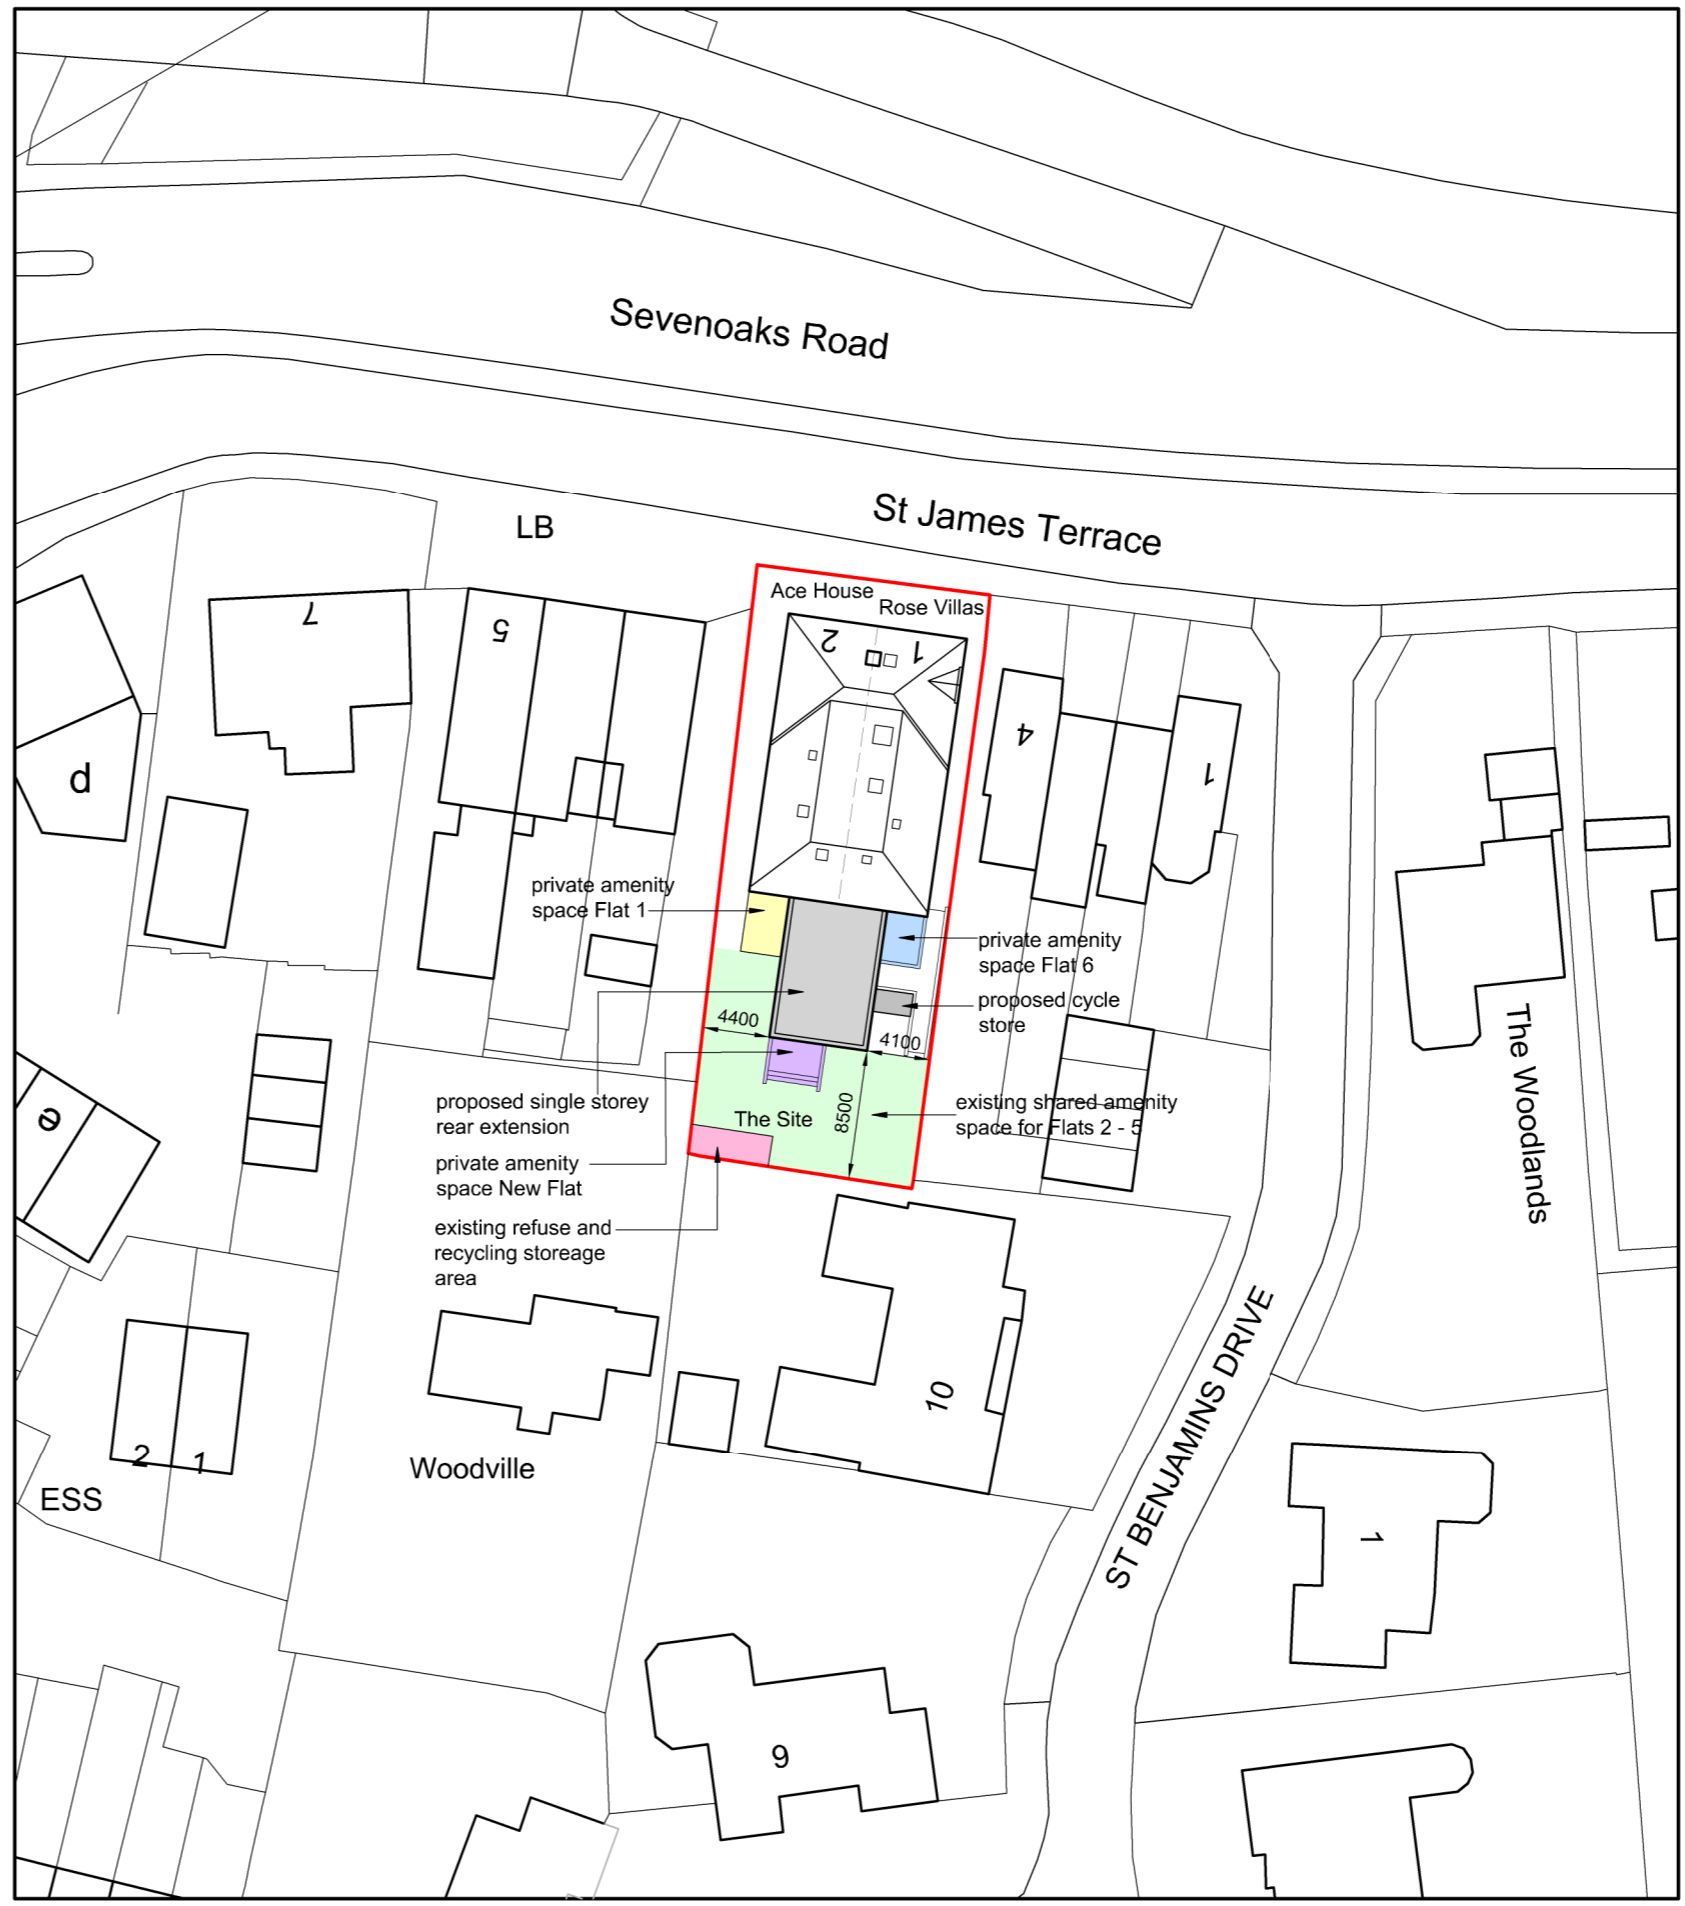 Sevenoaks Road
St James Terrace
LB
Ace House
Rose Villas
7
5
2
1
4
1
p
private amenity
space Flat 1
private amenity
space Flat 6
proposed cycle
store
4400
4100
8500
proposed single storey
rear extension
The Site
existing shared amenity
space for Flats 2 - 5
private amenity
space New Flat
existing refuse and
recycling storeage
area
The Woodlands
e
10
ST BENJAMINS DRIVE
2
1
Woodville
ESS
1
9